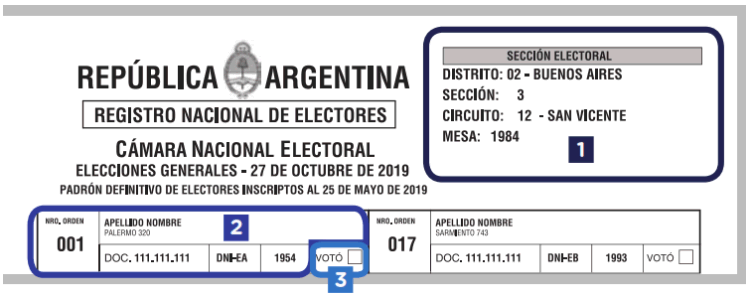 REPÚBLICA ARGENTINA
REGISTRO NACIONAL DE ELECTORES
CÁMARA NACIONAL ELECTORAL
ELECCIONES GENERALES - 27 DE OCTUBRE DE 2019
PADRÓN DEFINITIVO DE ELECTORES INSCRIPTOS AL 25 DE MAYO DE 2019
SECCIÓN ELECTORAL
DISTRITO: 02 - BUENOS AIRES
SECCIÓN: 3
CIRCUITO: 12 - SAN VICENTE
MESA: 1984
1
NRO. ORDEN
001
APELLIDO NOMBRE
PALERMO 320
2
DOC. 111.111.111 DNI-EA 1954 VOTÓ
3
NRO. ORDEN
017
APELLIDO NOMBRE
SARMIENTO 743
DOC. 111.111.111 DNI-EB 1993 VOTÓ